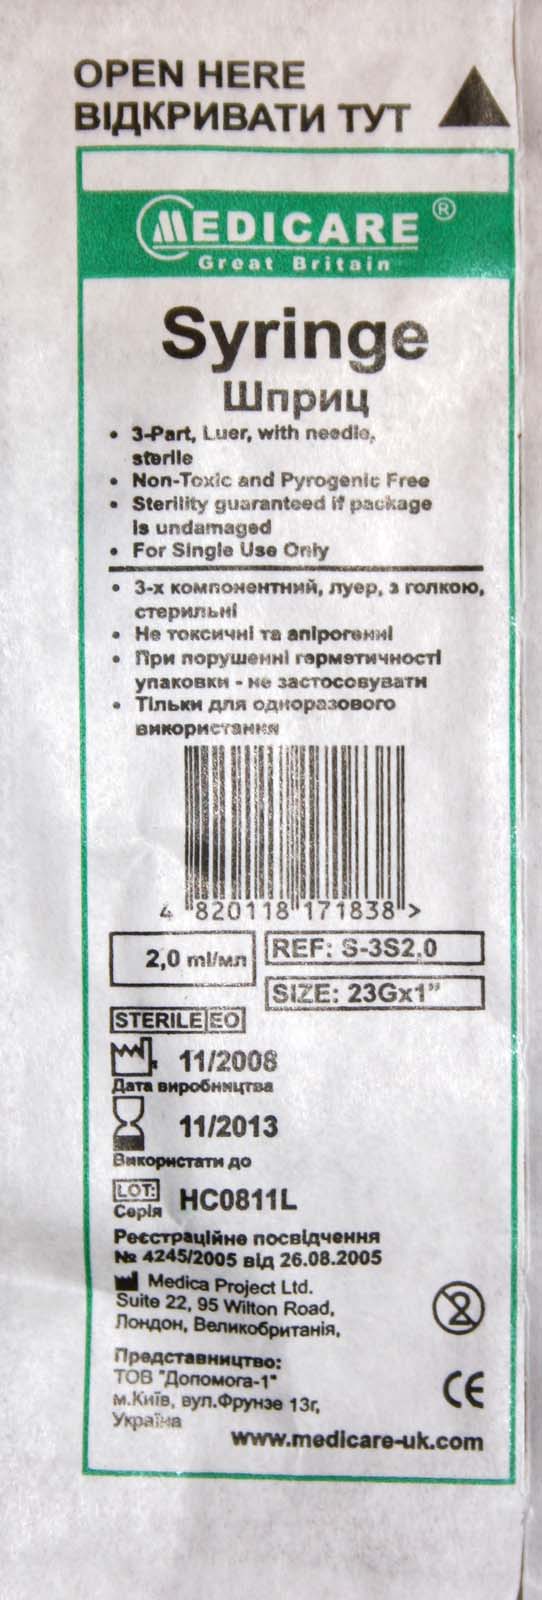 OPEN HERE
ВІДКРИВАТИ ТУТ
MEDICARE ®
Great Britain
Syringe
Шприц
• 3-Part, Luer, with needle,
sterile
• Non-Toxic and Pyrogenic Free
• Sterility guaranteed if package
is undamaged
• For Single Use Only
• 3-х компонентний, луер, з голкою,
стерильні
• Не токсичні та апірогенні
• При порушенні герметичності
упаковки - не застосовувати
• Тільки для одноразового
використання
4 820118 171838 >
2,0 ml/мл
REF: S-3S2.0
SIZE: 23Gx1"
STERILE EO
11/2008
Дата виробництва
11/2013
Використати до
LOT:
Серія HC0811L
Реєстраційне посвідчення
№ 4245/2005 від 26.08.2005
Medica Project Ltd.
Suite 22, 95 Wilton Road,
Лондон, Великобританія,
2
Представництво:
ТОВ "Допомога-1"
м.Київ, вул.Фрунзе 13г,
Україна
CE
www.medicare-uk.com